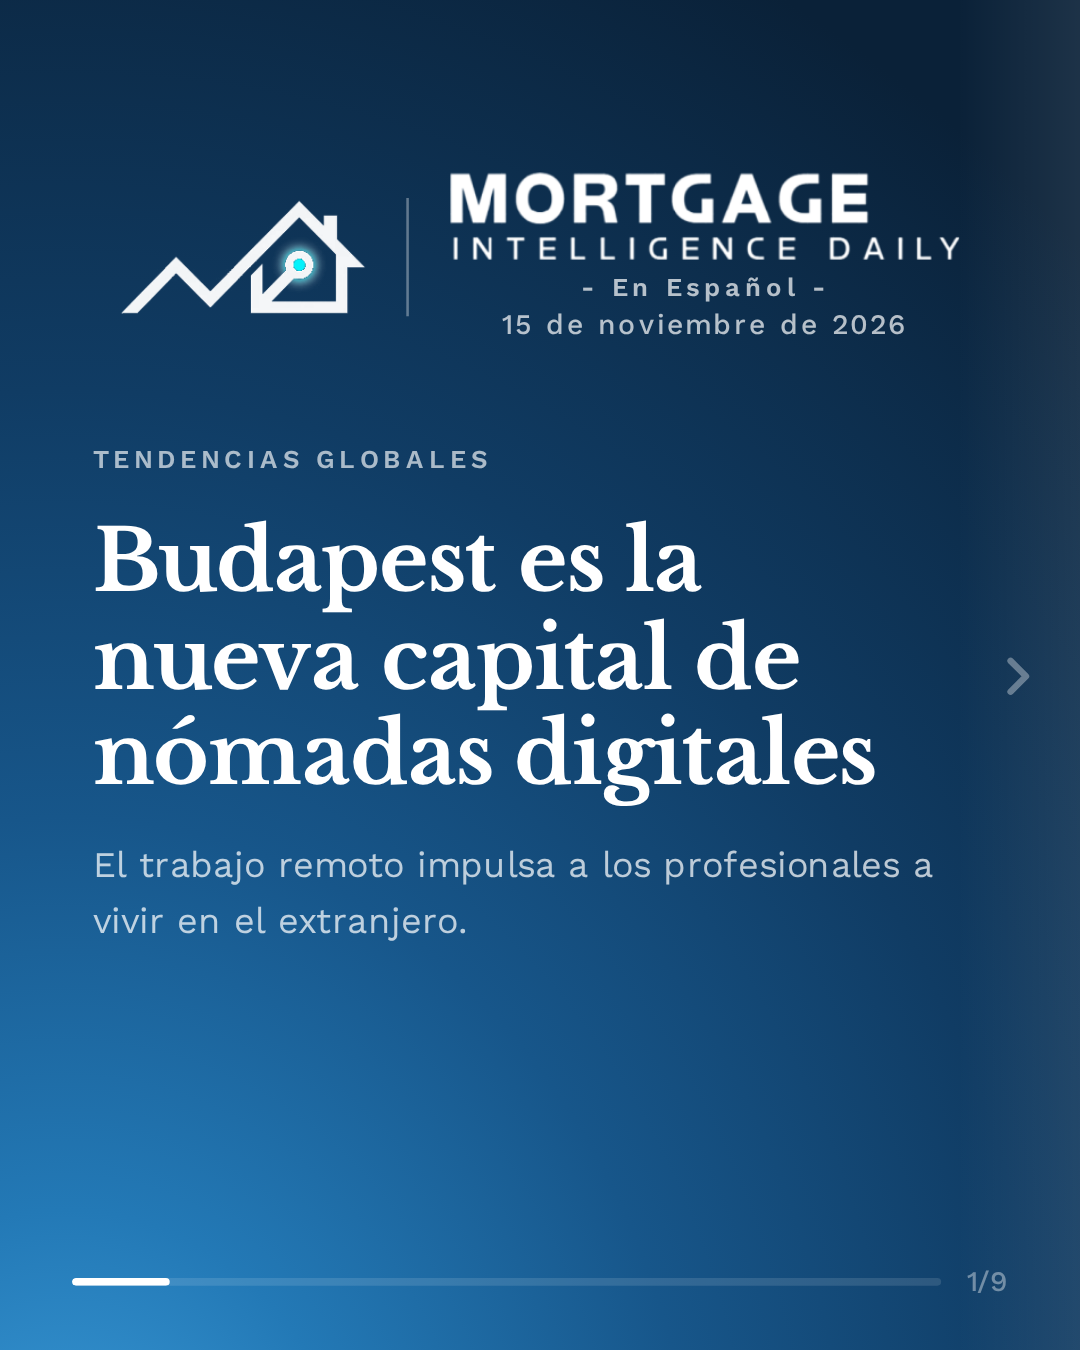 MORTGAGE
INTELLIGENCE DAILY
- En Español -
15 de noviembre de 2026
TENDENCIAS GLOBALES
Budapest es la
nueva capital de
nómadas digitales
El trabajo remoto impulsa a los profesionales a
vivir en el extranjero.
1/9